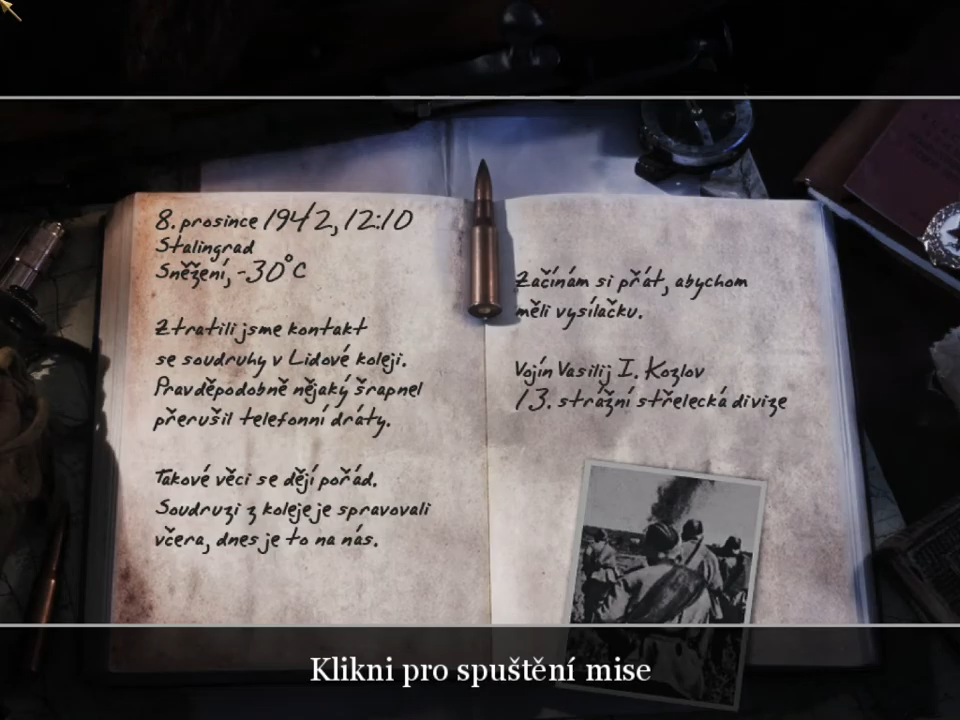 8. prosince 1942, 12:10
Stalingrad
Sněžení, -30°C
Ztratili jsme kontakt
se soudruhy v Lidové koleji.
Pravděpodobně nějaký šrapnel
přerušil telefonní dráty.
Takové věci se dějí pořád.
Soudruzi z koleje je spravovali
včera, dnes je to na nás.
Začínám si přát, abychom
měli vysílačku.
Vojín Vasilij I. Kozlov
13. strážní střelecká divize
Klikni pro spuštění mise